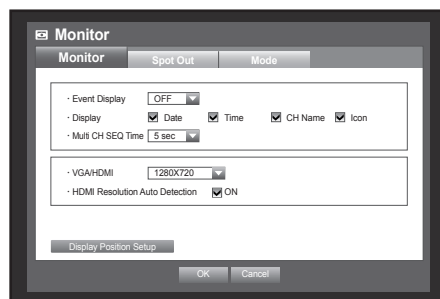 Monitor
Monitor Spot Out Mode
· Event Display OFF
· Display Date Time CH Name Icon
· Multi CH SEQ Time 5 sec
· VGA/HDMI 1280X720
· HDMI Resolution Auto Detection ON
Display Position Setup
OK Cancel